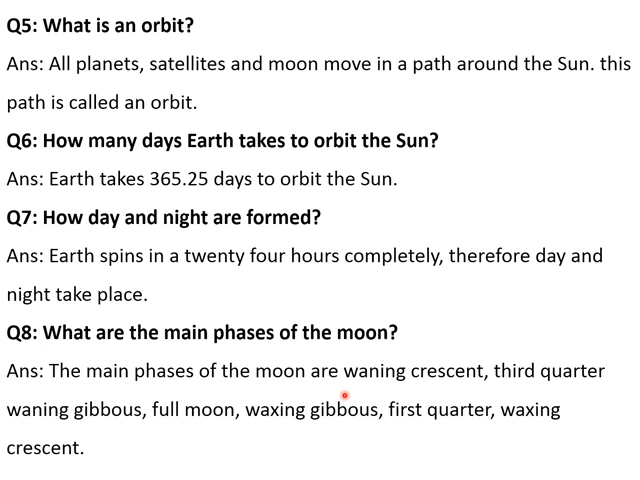 Q5: What is an orbit?
Ans: All planets, satellites and moon move in a path around the Sun. this
path is called an orbit.
Q6: How many days Earth takes to orbit the Sun?
Ans: Earth takes 365.25 days to orbit the Sun.
Q7: How day and night are formed?
Ans: Earth spins in a twenty four hours completely, therefore day and
night take place.
Q8: What are the main phases of the moon?
Ans: The main phases of the moon are waning crescent, third quarter
waning gibbous, full moon, waxing gibbous, first quarter, waxing
crescent.